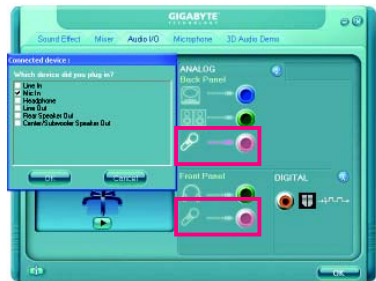 GIGABYTE
TECHNOLOGY
Sound Effect Mixer Audio I/O Microphone 3D Audio Demo
Connected device :
Which device did you plug in?
Line In
Mic In
Headphone
Line Out
Rear Speaker Out
Center/Subwoofer Speaker Out
OK
Cancel
ANALOG
Back Panel
Front Panel
DIGITAL
OK